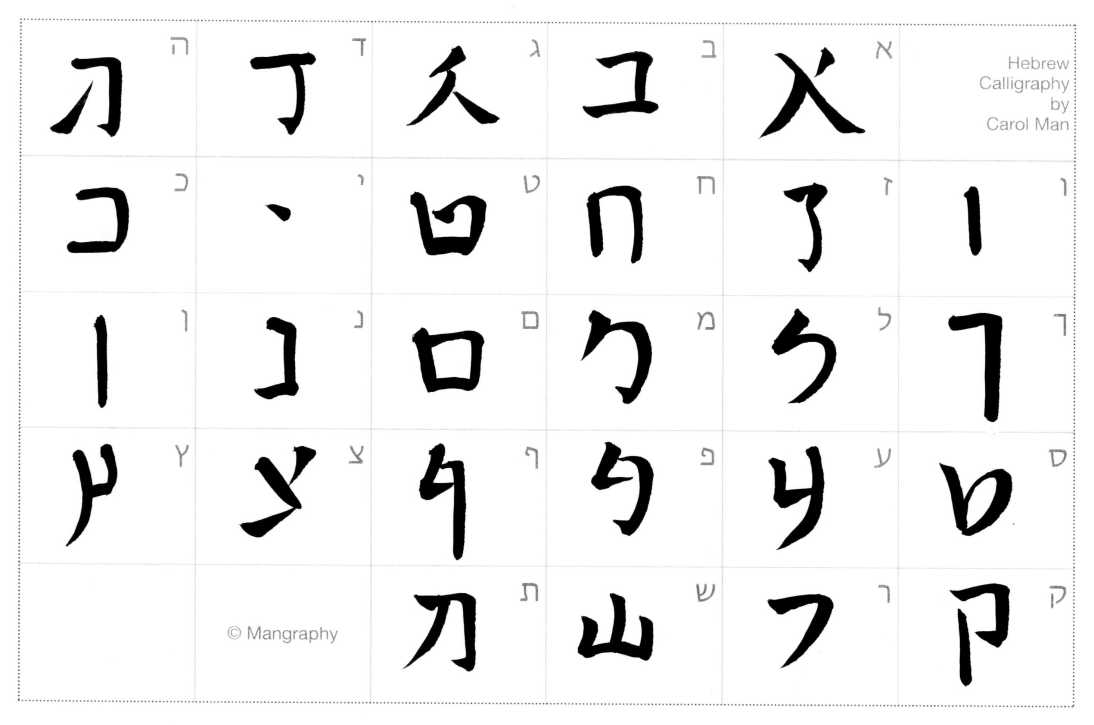 Hebrew
Calligraphy
by
Carol Man
א ב ג ד ה
ו ז ח ט י כ
ך ל מ ם נ ן
ס ע פ ף צ ץ
ק ר ש ת
© Mangraphy